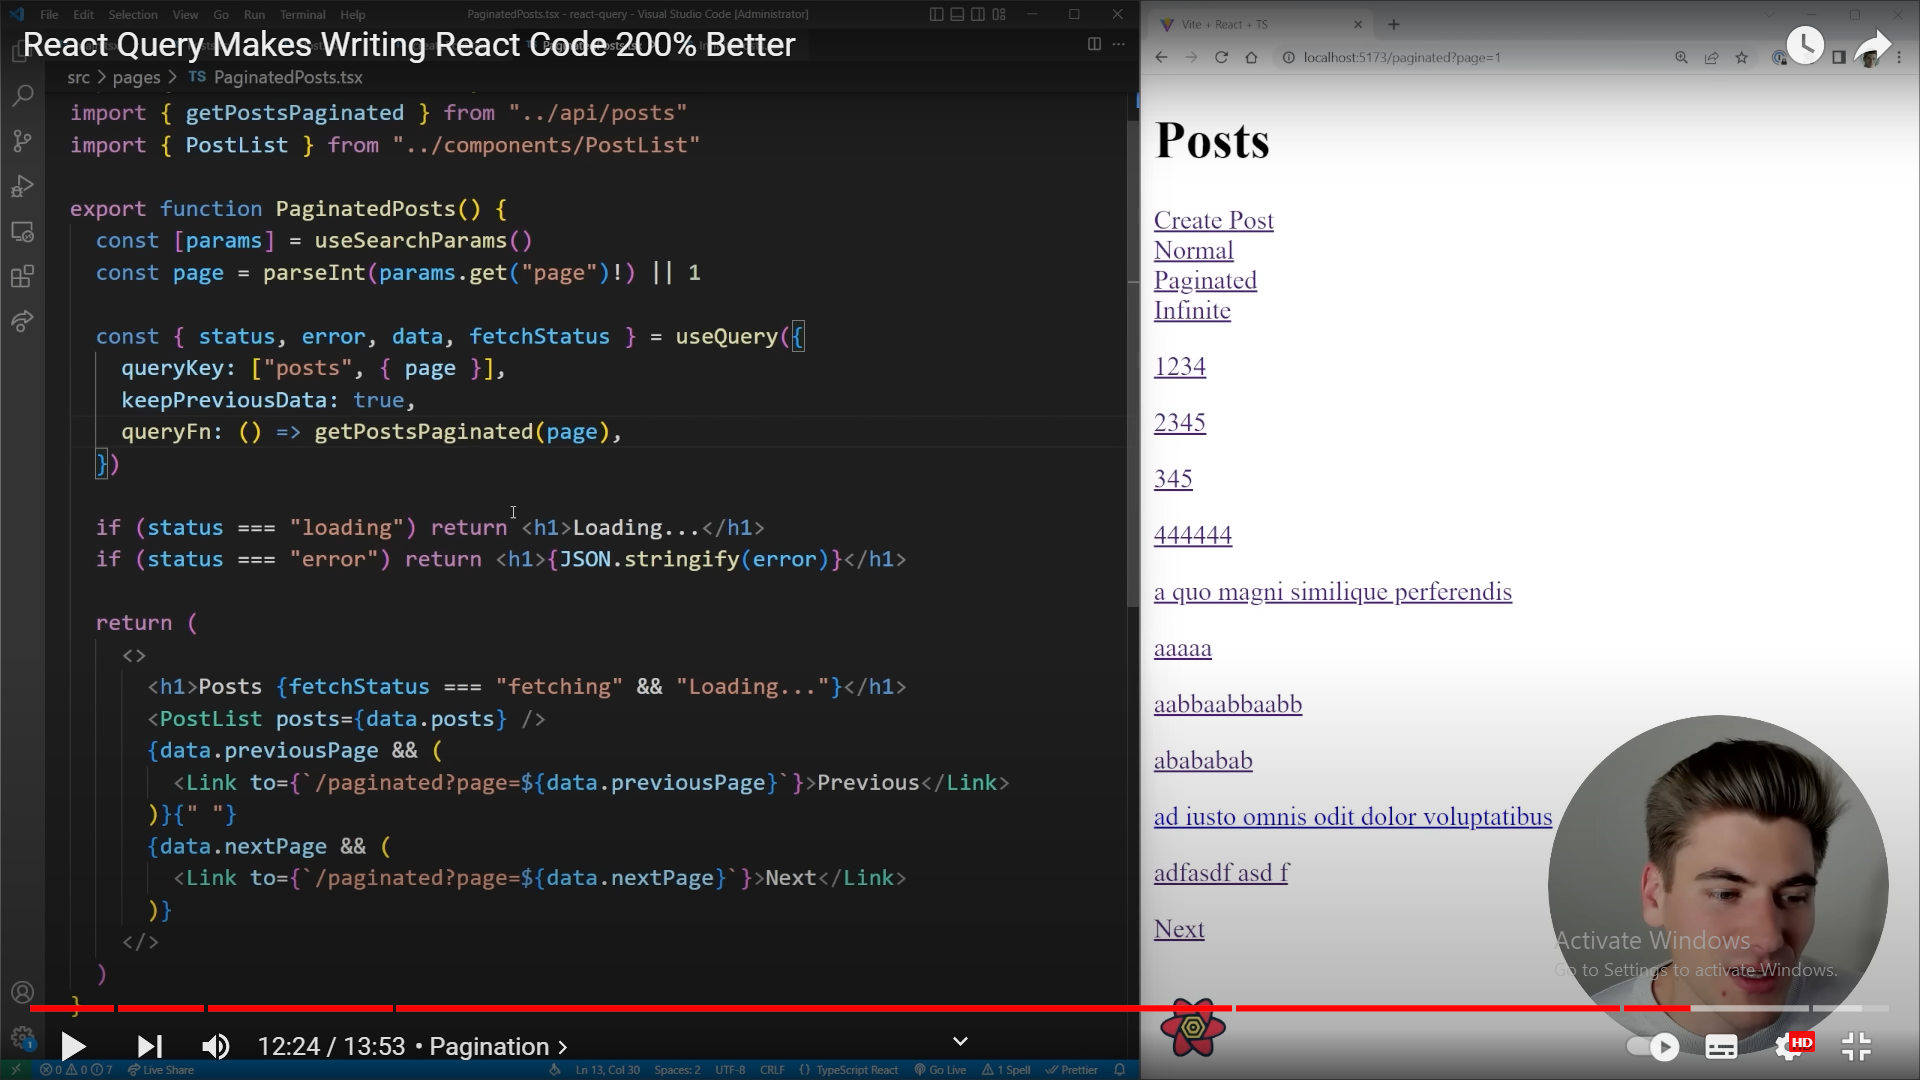 File Edit Selection View Go Run Terminal Help
PaginatedPosts.tsx - react-query - Visual Studio Code [Administrator]
React Query Makes Writing React Code 200% Better
src > pages > TS PaginatedPosts.tsx
import { getPostsPaginated } from "../api/posts"
import { PostList } from "../components/PostList"
export function PaginatedPosts() {
const [params] = useSearchParams()
const page = parseInt(params.get("page")!) || 1
const { status, error, data, fetchStatus } = useQuery({
queryKey: ["posts", { page }],
keepPreviousData: true,
queryFn: () => getPostsPaginated(page),
})
if (status === "loading") return <h1>Loading...</h1>
if (status === "error") return <h1>{JSON.stringify(error)}</h1>
return (
<>
<h1>Posts {fetchStatus === "fetching" && "Loading..."}</h1>
<PostList posts={data.posts} />
{data.previousPage && (
<Link to={`/paginated?page=${data.previousPage}`}>Previous</Link>
)}{" "}
{data.nextPage && (
<Link to={`/paginated?page=${data.nextPage}`}>Next</Link>
)}
</>
)
}
12:24 / 13:53 • Pagination >
0 0 7 Live Share
Ln 13, Col 30 Spaces: 2 UTF-8 CRLF {} TypeScript React Go Live 1 Spell Prettier
Vite + React + TS
localhost:5173/paginated?page=1
Posts
Create Post
Normal
Paginated
Infinite
1234
2345
345
444444
a quo magni similique perferendis
aaaaa
aabbaabbaabb
abababab
ad iusto omnis odit dolor voluptatibus
adfasdf asd f
Next
Activate Windows
Go to Settings to activate Windows.
HD